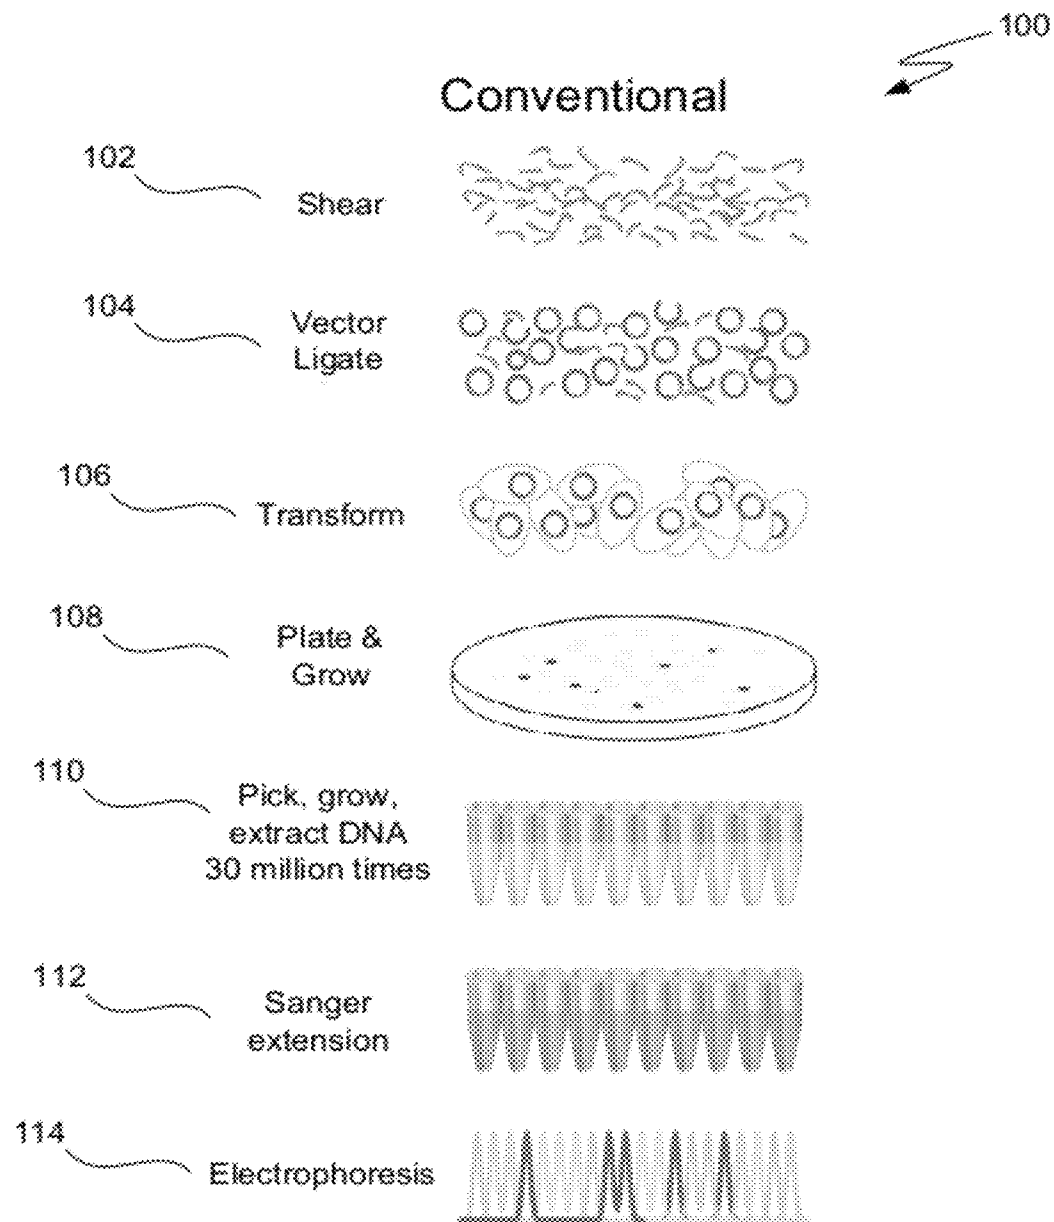 100
Conventional
102
Shear
104
Vector
Ligate
106
Transform
108
Plate &
Grow
110
Pick, grow,
extract DNA
30 million times
112
Sanger
extension
114
Electrophoresis